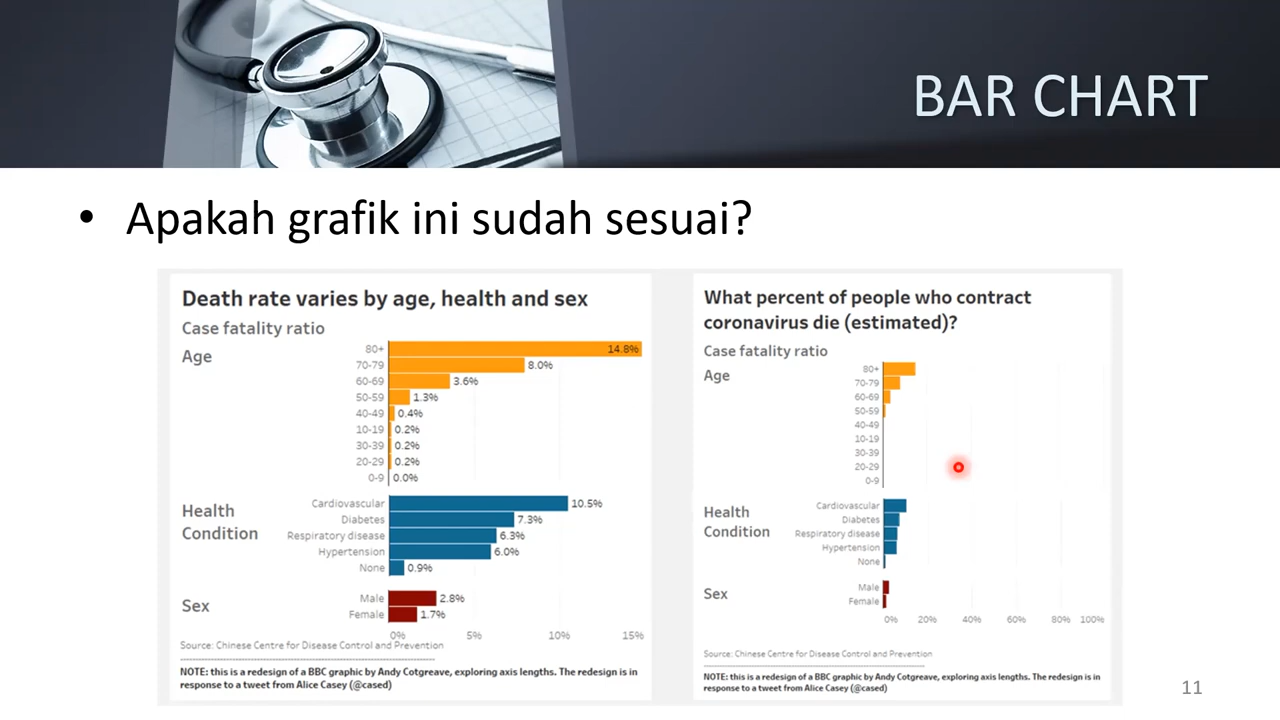 BAR CHART
• Apakah grafik ini sudah sesuai?
Death rate varies by age, health and sex
Case fatality ratio
Age
80+ 14.8%
70-79 8.0%
60-69 3.6%
50-59 1.3%
40-49 0.4%
10-19 0.2%
30-39 0.2%
20-29 0.2%
0-9 0.0%
Health
Condition
Cardiovascular 10.5%
Diabetes 7.3%
Respiratory disease 6.3%
Hypertension 6.0%
None 0.9%
Sex
Male 2.8%
Female 1.7%
0% 5% 10% 15%
Source: Chinese Centre for Disease Control and Prevention
NOTE: this is a redesign of a BBC graphic by Andy Cotgreave, exploring axis lengths. The redesign is in
response to a tweet from Alice Casey (@cased)
What percent of people who contract
coronavirus die (estimated)?
Case fatality ratio
Age
80+
70-79
60-69
50-59
40-49
10-19
30-39
20-29
0-9
Health
Condition
Cardiovascular
Diabetes
Respiratory disease
Hypertension
None
Sex
Male
Female
0% 20% 40% 60% 80% 100%
Source: Chinese Centre for Disease Control and Prevention
NOTE: this is a redesign of a BBC graphic by Andy Cotgreave, exploring axis lengths. The redesign is in
response to a tweet from Alice Casey (@cased)
11